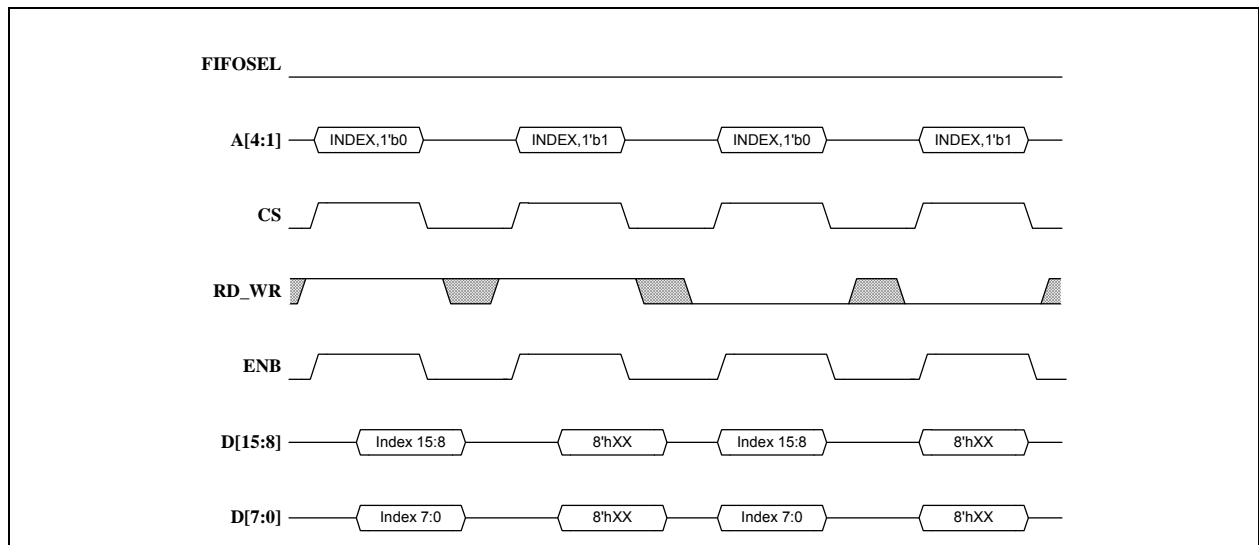 FIFOSEL
A[4:1] INDEX,1'b0 INDEX,1'b1 INDEX,1'b0 INDEX,1'b1
CS
RD_WR
ENB
D[15:8] Index 15:8 8'hXX Index 15:8 8'hXX
D[7:0] Index 7:0 8'hXX Index 7:0 8'hXX